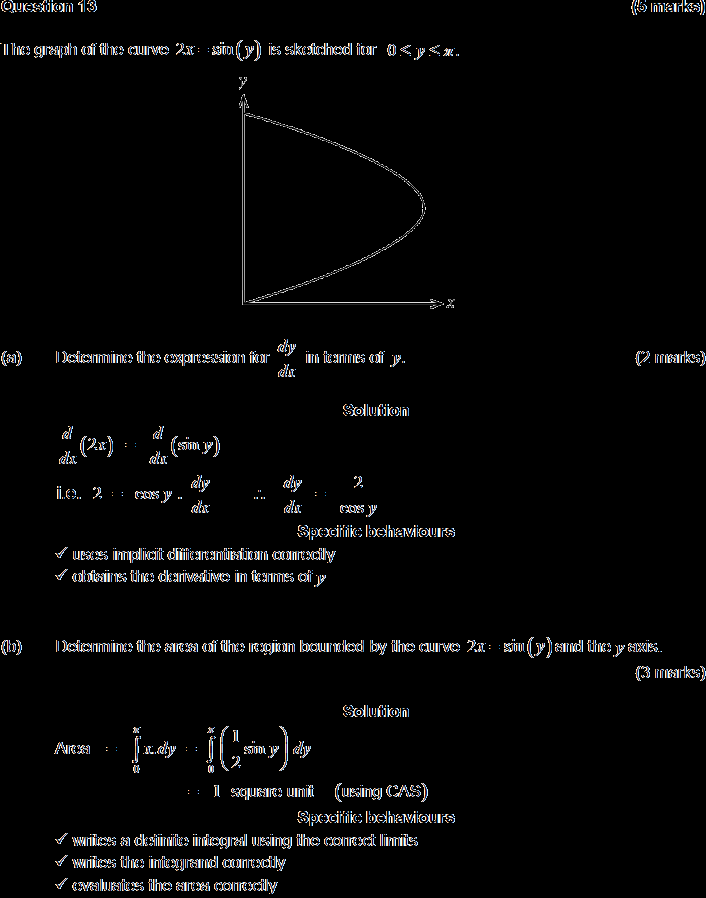 Question 13 (5 marks)
The graph of the curve 2x = sin(y) is sketched for 0 ≤ y ≤ π.
y
x
(a) Determine the expression for dy/dx in terms of y. (2 marks)
Solution
d/dx (2x) = d/dx (sin y)
i.e. 2 = cos y . dy/dx ∴ dy/dx = 2/cos y
Specific behaviours
✓ uses implicit differentiation correctly
✓ obtains the derivative in terms of y
(b) Determine the area of the region bounded by the curve 2x = sin(y) and the y axis.
(3 marks)
Solution
Area = ∫₀^π x.dy = ∫₀^π (1/2 sin y) dy
= 1 square unit (using CAS)
Specific behaviours
✓ writes a definite integral using the correct limits
✓ writes the integrand correctly
✓ evaluates the area correctly